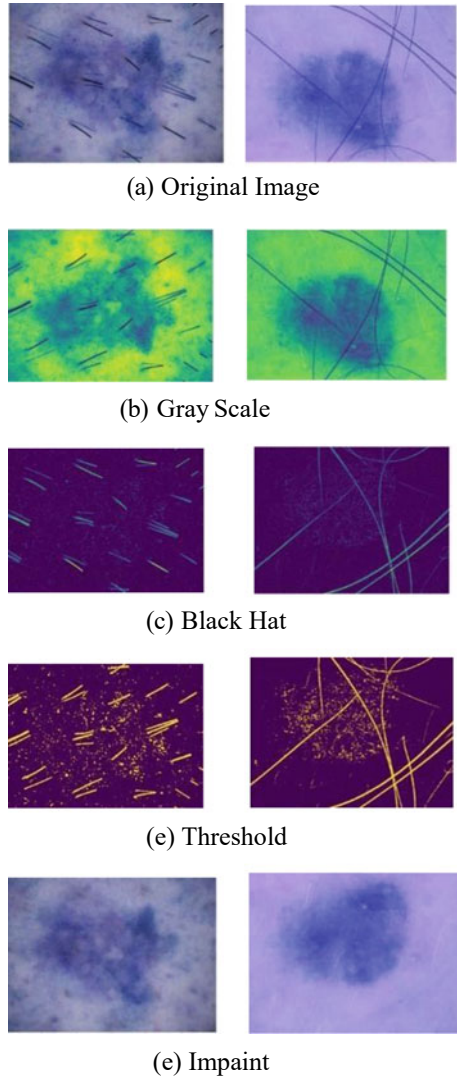 (a) Original Image
(b) Gray Scale
(c) Black Hat
(e) Threshold
(e) Impaint